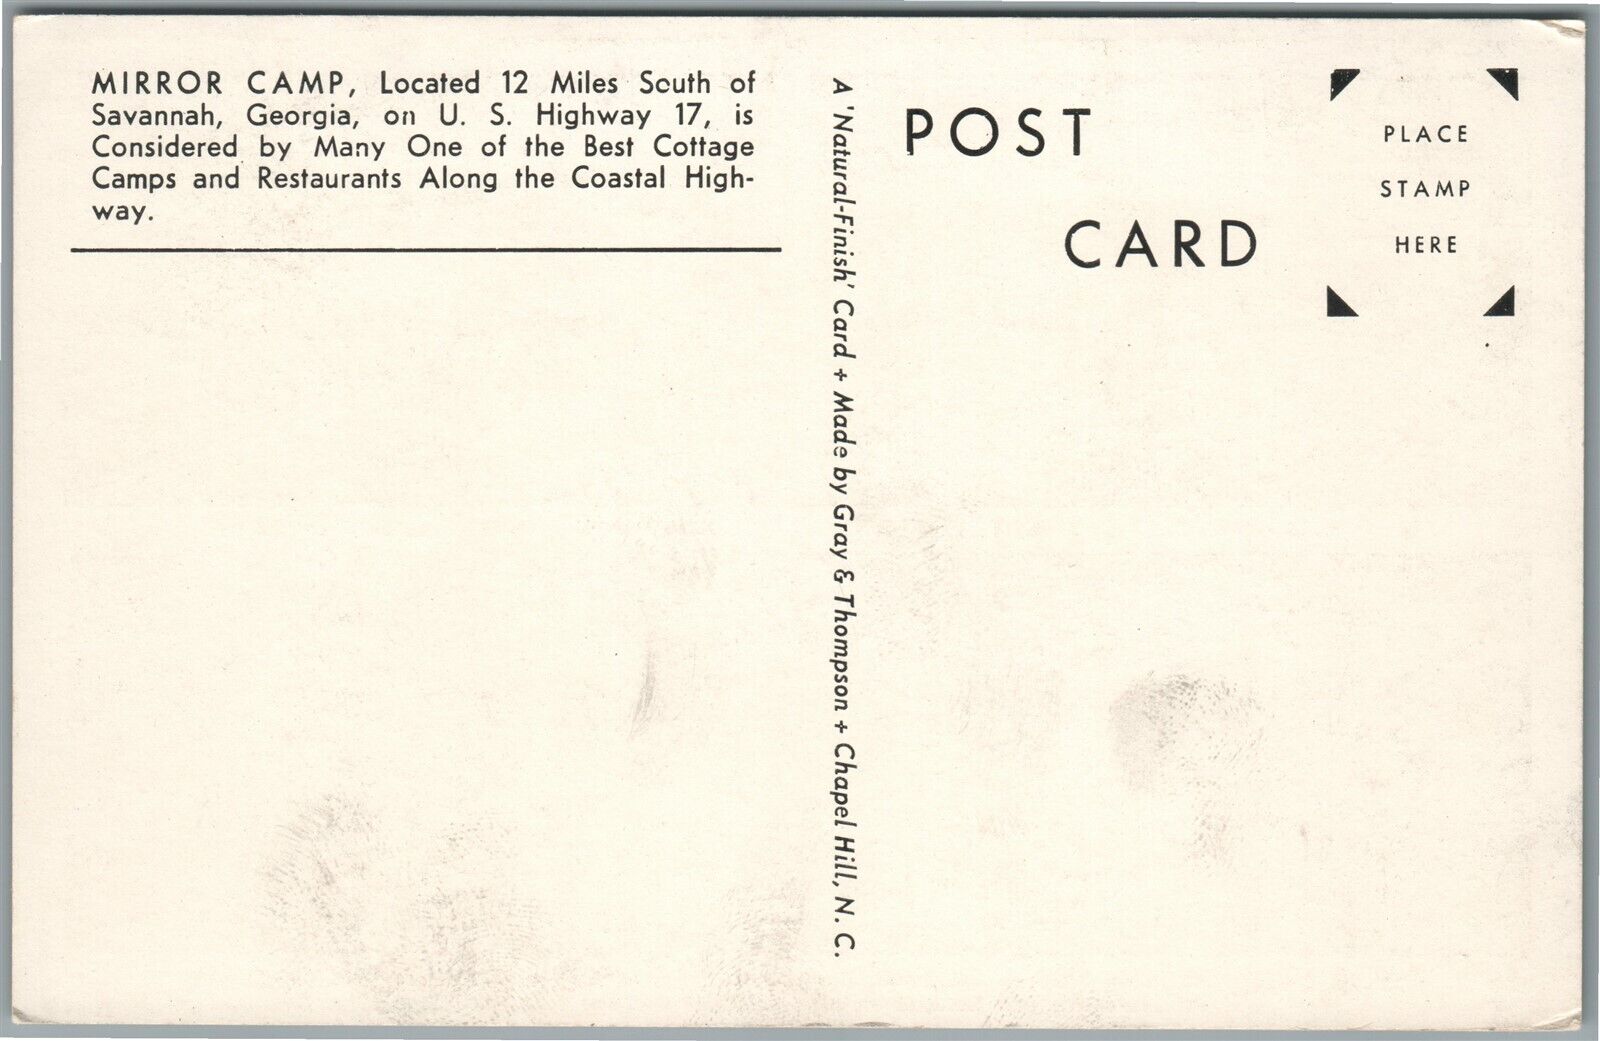 MIRROR CAMP, Located 12 Miles South of
Savannah, Georgia, on U. S. Highway 17, is
Considered by Many One of the Best Cottage
Camps and Restaurants Along the Coastal High-
way.
A 'Natural-Finish' Card + Made by Gray & Thompson + Chapel Hill, N. C.
POST
CARD
PLACE
STAMP
HERE